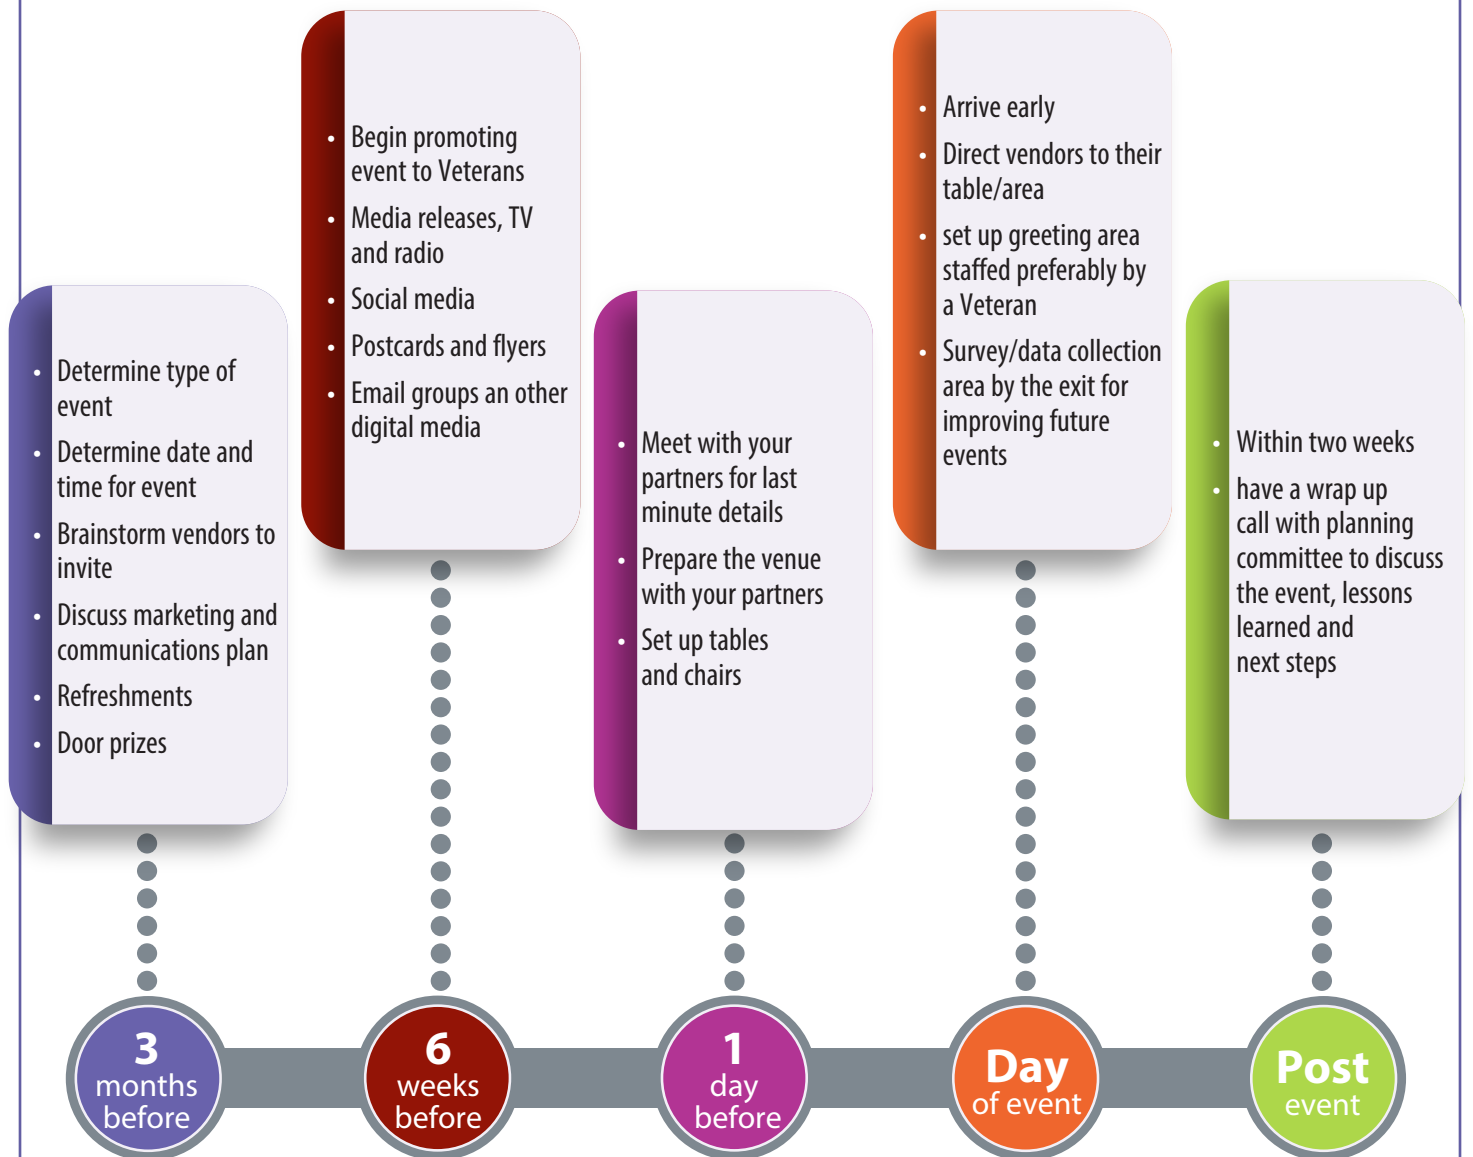 • Determine type of
event
• Determine date and
time for event
• Brainstorm vendors to
invite
• Discuss marketing and
communications plan
• Refreshments
• Door prizes
3
months
before
• Begin promoting
event to Veterans
• Media releases, TV
and radio
• Social media
• Postcards and flyers
• Email groups an other
digital media
6
weeks
before
• Meet with your
partners for last
minute details
• Prepare the venue
with your partners
• Set up tables
and chairs
1
day
before
• Arrive early
• Direct vendors to their
table/area
• set up greeting area
staffed preferably by
a Veteran
• Survey/data collection
area by the exit for
improving future
events
Day
of event
• Within two weeks
• have a wrap up
call with planning
committee to discuss
the event, lessons
learned and
next steps
Post
event